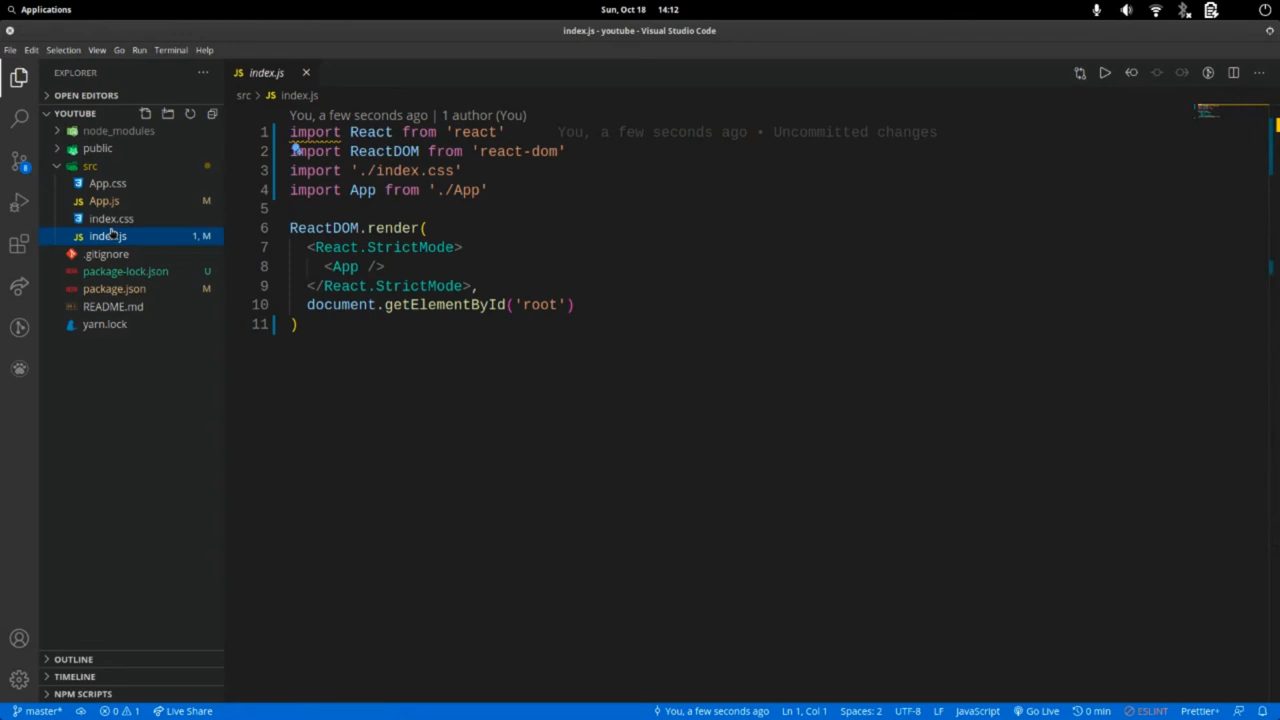 Applications
Sun, Oct 18 14:12
index.js - youtube - Visual Studio Code
File Edit Selection View Go Run Terminal Help
EXPLORER
JS index.js
OPEN EDITORS
src > JS index.js
YOUTUBE
You, a few seconds ago | 1 author (You)
node_modules
public
src
App.css
JS App.js M
index.css
JS index.js 1, M
.gitignore
package-lock.json U
package.json M
README.md
yarn.lock
1 import React from 'react' You, a few seconds ago • Uncommitted changes
2 import ReactDOM from 'react-dom'
3 import './index.css'
4 import App from './App'
5
6 ReactDOM.render(
7 <React.StrictMode>
8 <App />
9 </React.StrictMode>,
10 document.getElementById('root')
11 )
8
OUTLINE
TIMELINE
NPM SCRIPTS
master* 0 1 Live Share You, a few seconds ago Ln 1, Col 1 Spaces: 2 UTF-8 LF JavaScript Go Live 0 min ESLINT Prettier+